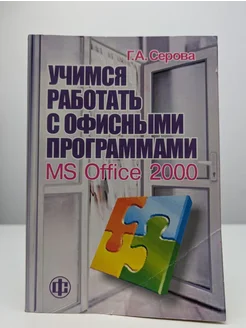 Г.А. Серова
УЧИМСЯ
РАБОТАТЬ
С ОФИСНЫМИ
ПРОГРАММАМИ
MS Office 2000